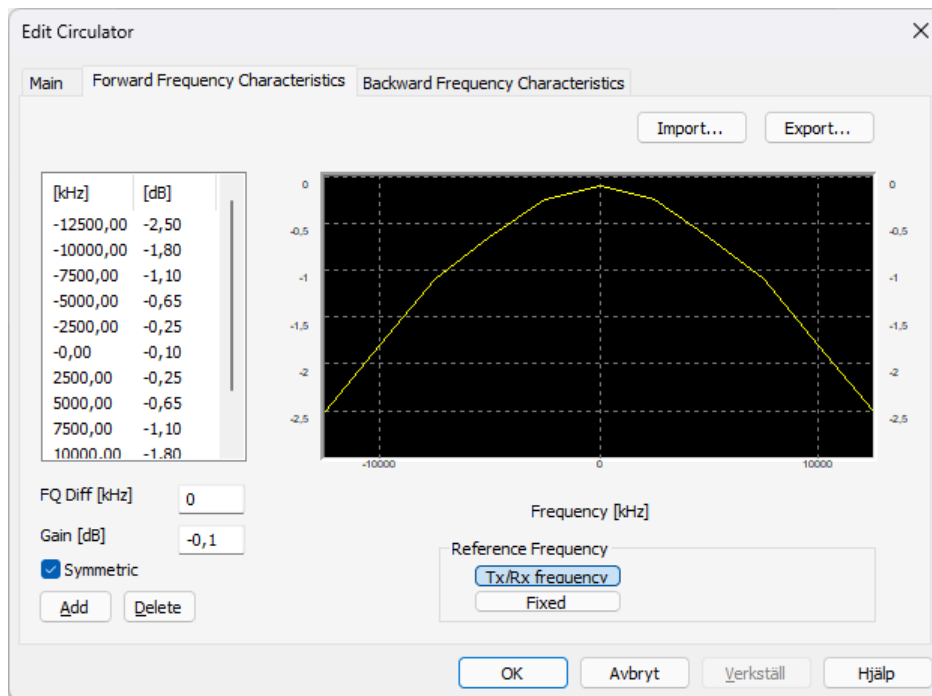 Edit Circulator
Main Forward Frequency Characteristics Backward Frequency Characteristics
Import... Export...
[kHz] [dB]
-12500,00 -2,50
-10000,00 -1,80
-7500,00 -1,10
-5000,00 -0,65
-2500,00 -0,25
-0,00 -0,10
2500,00 -0,25
5000,00 -0,65
7500,00 -1,10
10000,00 -1,80
0 0
-0,5 -0,5
-1 -1
-1,5 -1,5
-2 -2
-2,5 -2,5
-10000 0 10000
Frequency [kHz]
FQ Diff [kHz] 0
Gain [dB] -0,1
Symmetric
Add Delete
Reference Frequency
Tx/Rx frequency
Fixed
OK Avbryt Verkställ Hjälp